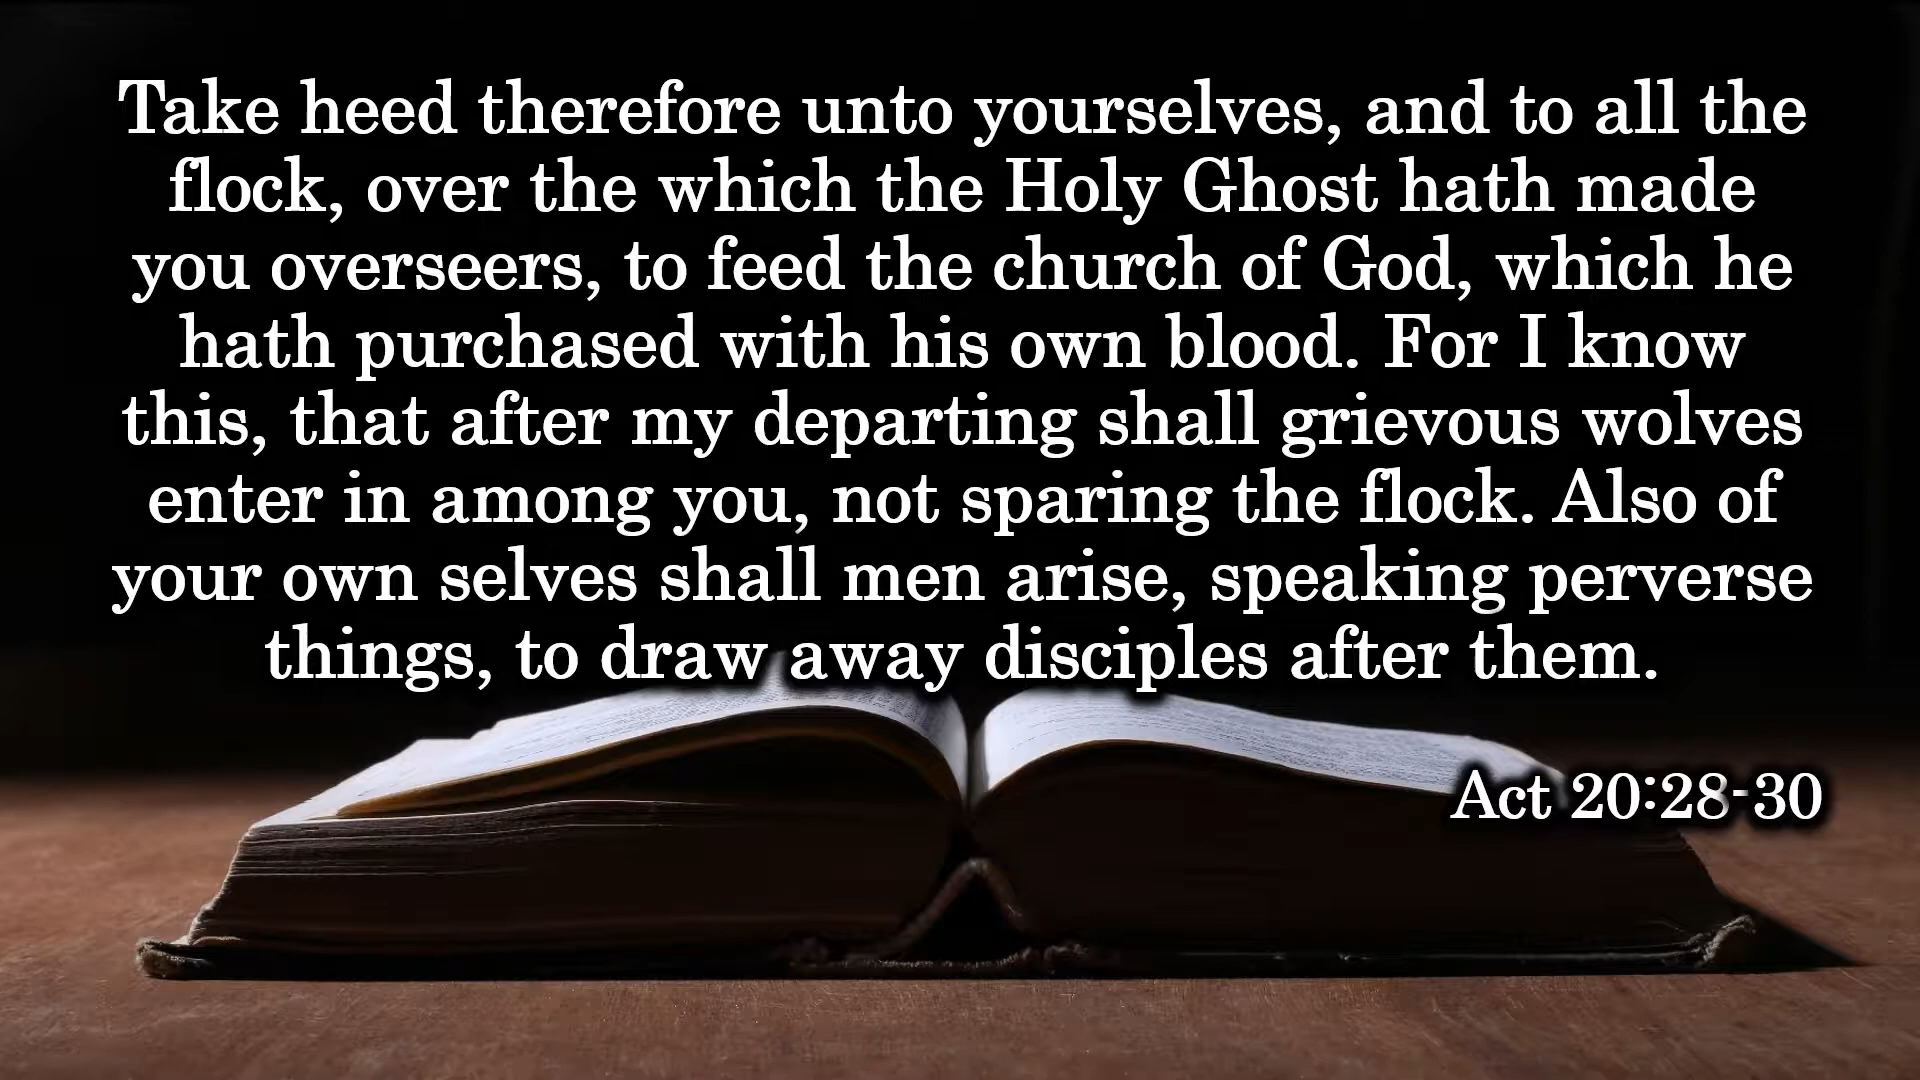 Take heed therefore unto yourselves, and to all the
flock, over the which the Holy Ghost hath made
you overseers, to feed the church of God, which he
hath purchased with his own blood. For I know
this, that after my departing shall grievous wolves
enter in among you, not sparing the flock. Also of
your own selves shall men arise, speaking perverse
things, to draw away disciples after them.
Act 20:28-30